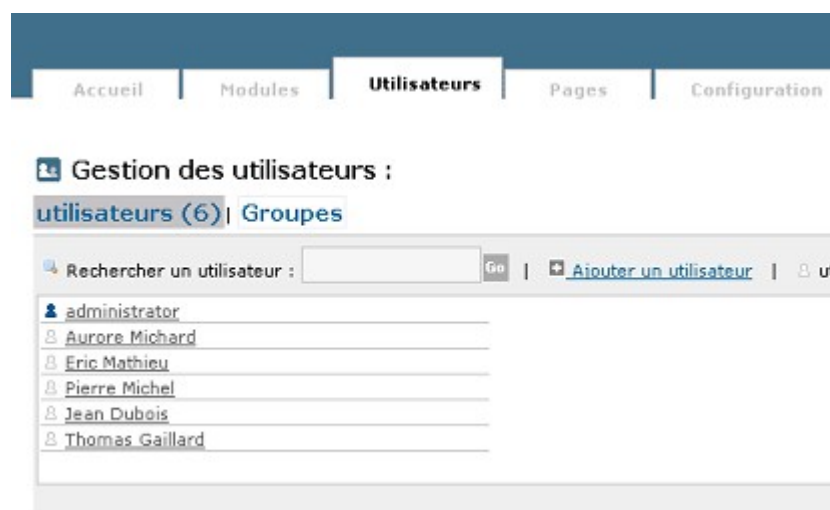 Accueil Modules Utilisateurs Pages Configuration
Gestion des utilisateurs :
utilisateurs (6) | Groupes
Rechercher un utilisateur : Go | Ajouter un utilisateur |
administrator
Aurore Michard
Eric Mathieu
Pierre Michel
Jean Dubois
Thomas Gaillard